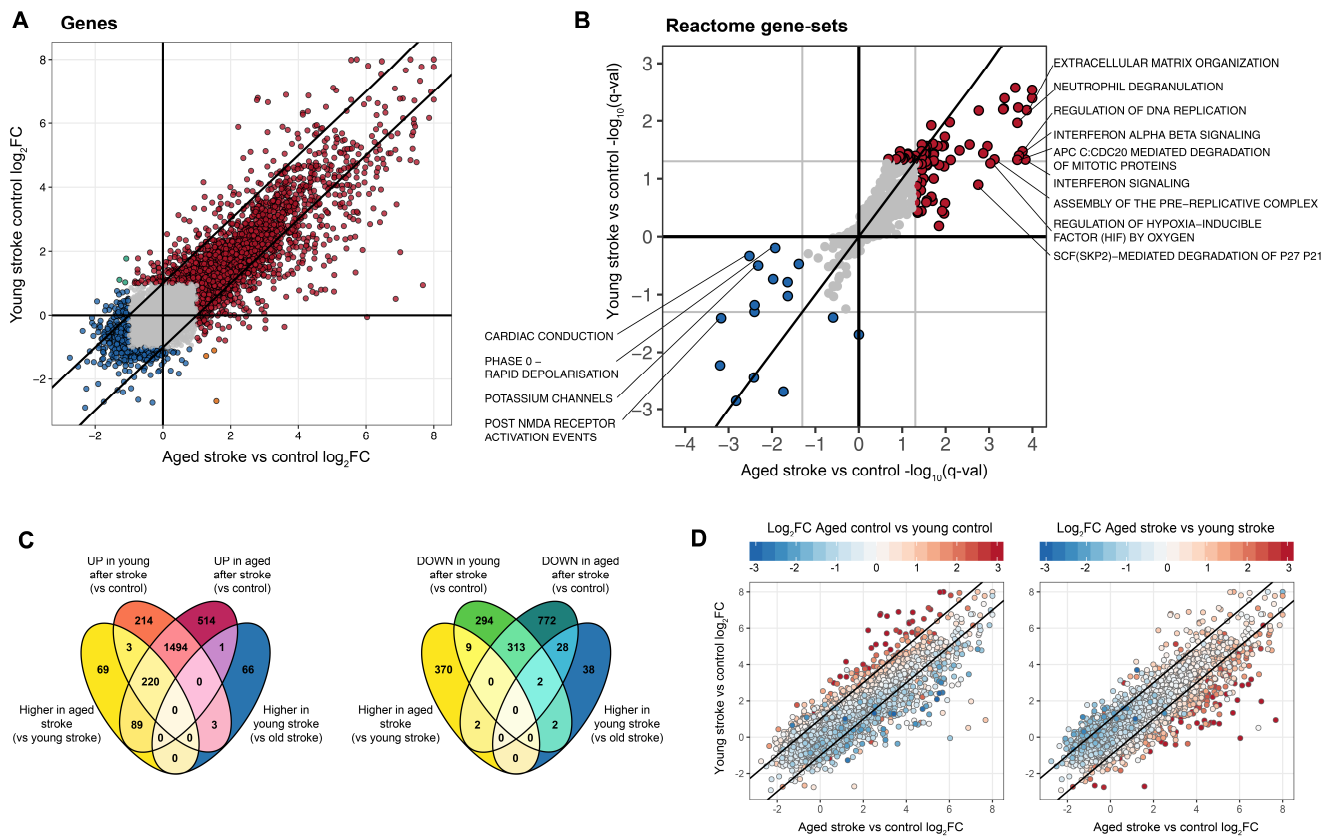 A
Genes
Young stroke control log2FC
8
6
4
2
0
−2
−2
0
2
4
6
8
Aged stroke vs control log2FC
B
Reactome gene-sets
Young stroke vs control -log10(q-val)
3
2
1
0
−1
−2
−3
−4
−3
−2
−1
0
1
2
3
4
Aged stroke vs control -log10(q-val)
EXTRACELLULAR MATRIX ORGANIZATION
NEUTROPHIL DEGRANULATION
REGULATION OF DNA REPLICATION
INTERFERON ALPHA BETA SIGNALING
APC C:CDC20 MEDIATED DEGRADATION
OF MITOTIC PROTEINS
INTERFERON SIGNALING
ASSEMBLY OF THE PRE−REPLICATIVE COMPLEX
REGULATION OF HYPOXIA−INDUCIBLE
FACTOR (HIF) BY OXYGEN
SCF(SKP2)−MEDIATED DEGRADATION OF P27 P21
CARDIAC CONDUCTION
PHASE 0 −
RAPID DEPOLARISATION
POTASSIUM CHANNELS
POST NMDA RECEPTOR
ACTIVATION EVENTS
C
UP in young
after stroke
(vs control)
UP in aged
after stroke
(vs control)
214
514
3
1494
1
69
66
220
0
0
89
3
0
0
0
Higher in aged
stroke
(vs young stroke)
Higher in
young stroke
(vs old stroke)
DOWN in young
after stroke
(vs control)
DOWN in aged
after stroke
(vs control)
294
772
9
313
28
370
38
0
2
0
2
2
0
0
0
Higher in aged
stroke
(vs young stroke)
Higher in
young stroke
(vs old stroke)
D
Log2FC Aged control vs young control
-3
-2
-1
0
1
2
3
Young stroke vs control log2FC
8
6
4
2
0
-2
-2
0
2
4
6
8
Aged stroke vs control log2FC
Log2FC Aged stroke vs young stroke
-3
-2
-1
0
1
2
3
8
6
4
2
0
-2
-2
0
2
4
6
8
Aged stroke vs control log2FC